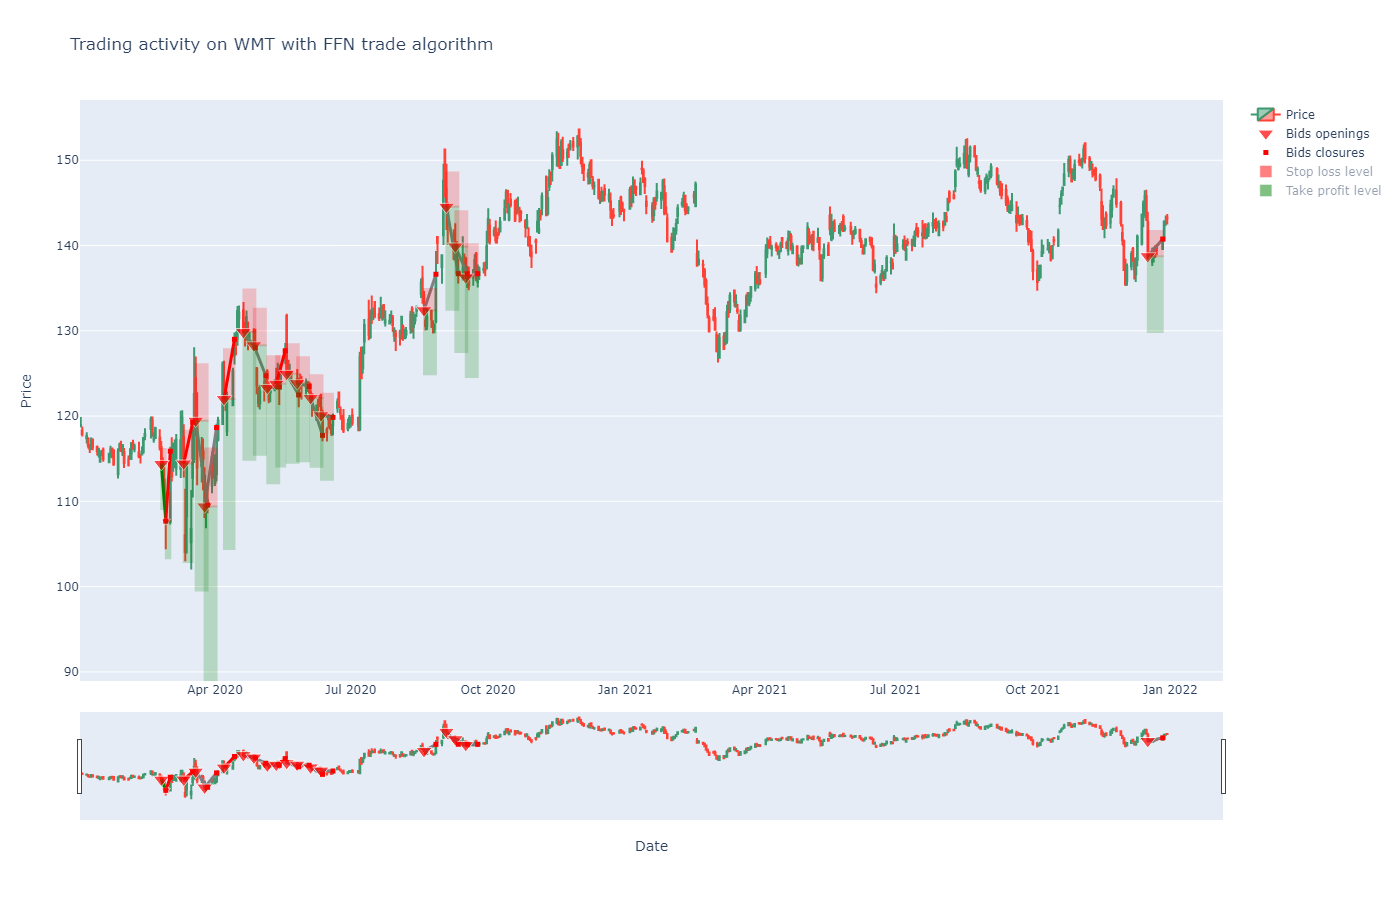 Trading activity on WMT with FFN trade algorithm
Price
Bids openings
Bids closures
Stop loss level
Take profit level
150
140
130
120
110
100
90
Price
Apr 2020
Jul 2020
Oct 2020
Jan 2021
Apr 2021
Jul 2021
Oct 2021
Jan 2022
Date